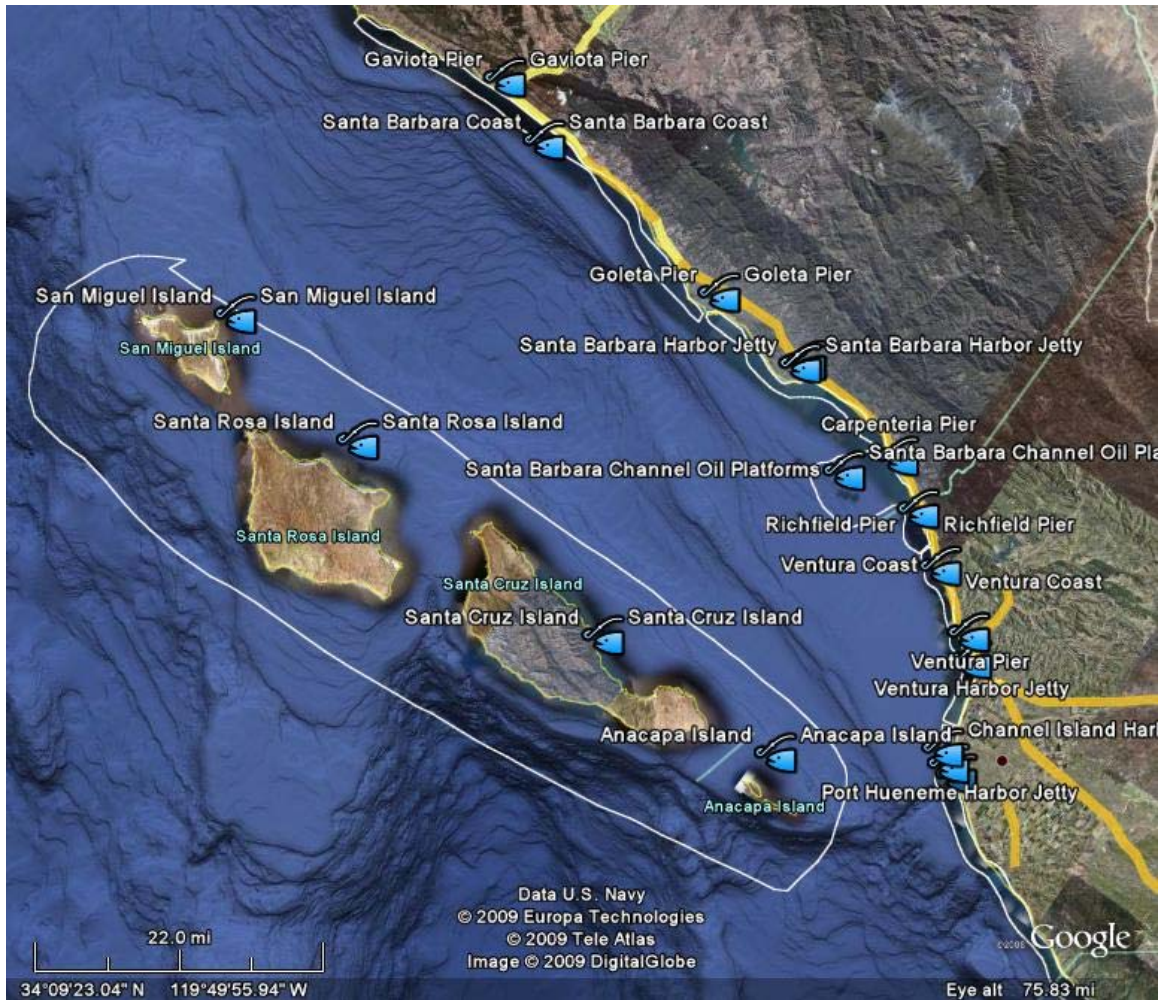 Gaviota Pier
Gaviota Pier
Santa Barbara Coast
Santa Barbara Coast
Goleta Pier
Goleta Pier
San Miguel Island
San Miguel Island
San Miguel Island
Santa Barbara Harbor Jetty
Santa Barbara Harbor Jetty
Santa Rosa Island
Santa Rosa Island
Carpenteria Pier
Santa Barbara Channel Oil Pla
Santa Barbara Channel Oil Platforms
Richfield Pier
Richfield Pier
Santa Rosa Island
Ventura Coast
Ventura Coast
Santa Cruz Island
Santa Cruz Island
Santa Cruz Island
Ventura Pier
Ventura Harbor Jetty
Anacapa Island
Anacapa Island
Channel Island Harb
Port Hueneme Harbor Jetty
Anacapa Island
Data U.S. Navy
© 2009 Europa Technologies
© 2009 Tele Atlas
Image © 2009 DigitalGlobe
Google
22.0 mi
34°09'23.04" N 119°49'55.94" W
Eye alt 75.83 mi